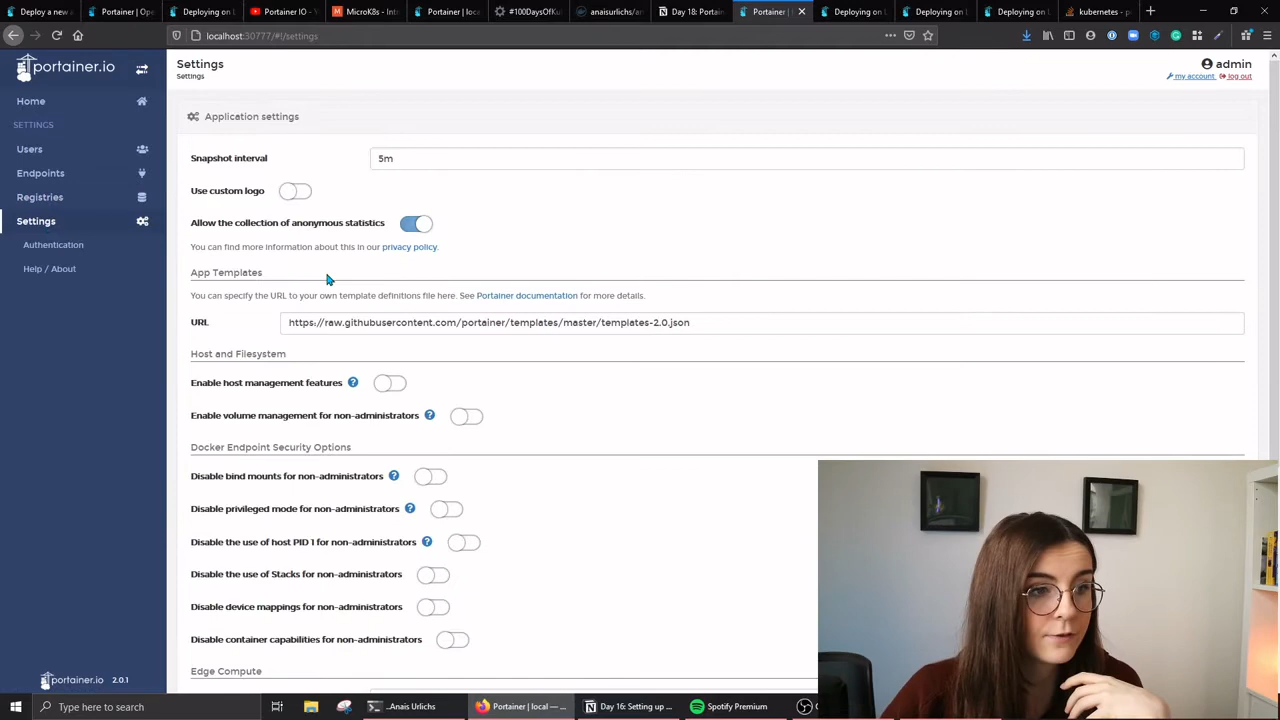 Deploy a new a
Portainer | Ope
Deploying on L
Portainer IO - Y
MicroK8s - Intr
Portainer | loca
#100DaysOfKu
anaisurlichs/an
Day 18: Portain
Portainer |
Deploying on L
Deploying on L
Deploying on L
kubernetes - p
localhost:30777/#!/settings
portainer.io
Home
SETTINGS
Users
Endpoints
Registries
Settings
Authentication
Help / About
portainer.io 2.0.1
Settings
Settings
admin
my account
log out
Application settings
Snapshot interval
5m
Use custom logo
Allow the collection of anonymous statistics
You can find more information about this in our privacy policy.
App Templates
You can specify the URL to your own template definitions file here. See Portainer documentation for more details.
URL
https://raw.githubusercontent.com/portainer/templates/master/templates-2.0.json
Host and Filesystem
Enable host management features
Enable volume management for non-administrators
Docker Endpoint Security Options
Disable bind mounts for non-administrators
Disable privileged mode for non-administrators
Disable the use of host PID 1 for non-administrators
Disable the use of Stacks for non-administrators
Disable device mappings for non-administrators
Disable container capabilities for non-administrators
Edge Compute
Type here to search
..Anais Urlichs
Portainer | local — ...
Day 16: Setting up ...
Spotify Premium